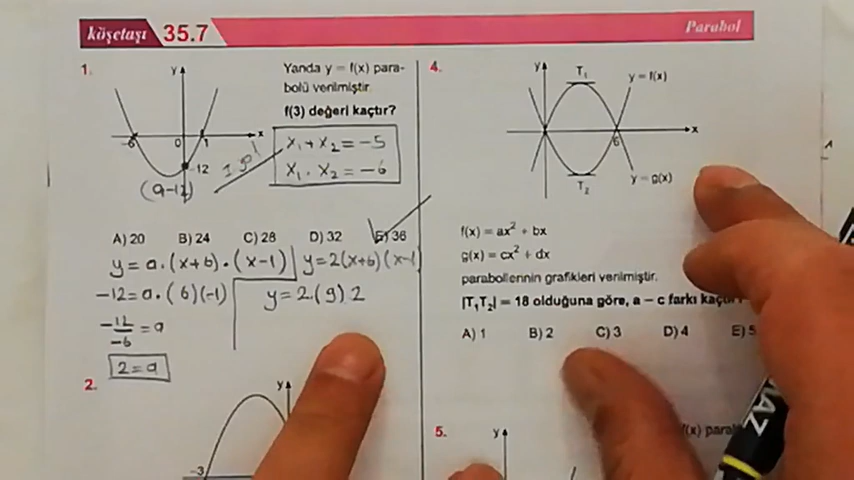 köşetaşı 35.7 Parabol
1.
Yanda y = f(x) para-
bolü verilmiştir.
f(3) değeri kaçtır?
y
-6 0 1 x
-12
(0,-12)
x₁ + x₂ = -5
x₁ . x₂ = -6
A) 20 B) 24 C) 28 D) 32 E) 36
y = a.(x+6).(x-1)
-12 = a.(6)(-1)
-12/-6 = a
2 = a
y = 2(x+6)(x-1
y = 2.(9)2
2.
y
-3
4.
y T₁ y = f(x)
6 x
T₂ y = g(x)
f(x) = ax² + bx
g(x) = cx² + dx
parabollerinin grafikleri verilmiştir.
|T₁T₂| = 18 olduğuna göre, a – c farkı
A) 1 B) 2 C) 3 D) 4 E) 5
5.
y